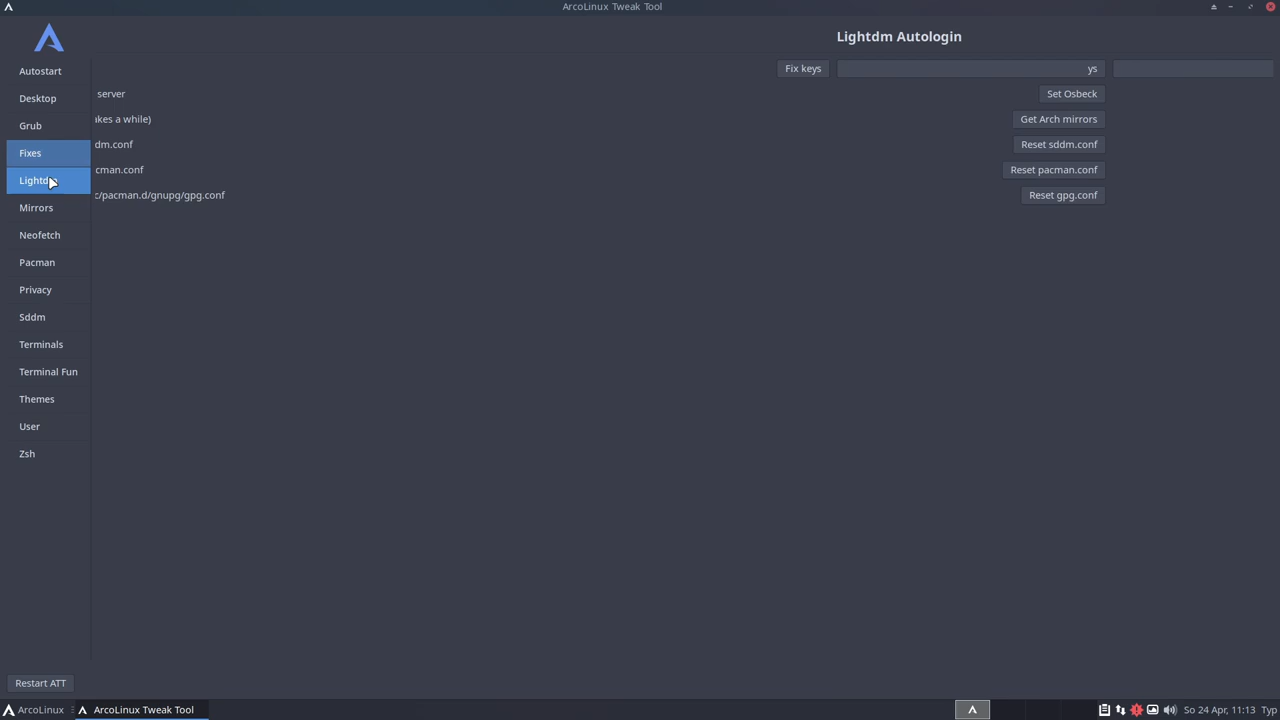 ArcoLinux Tweak Tool
Lightdm Autologin
Autostart
Desktop
Grub
Fixes
Mirrors
Neofetch
Pacman
Privacy
Sddm
Terminals
Terminal Fun
Themes
User
Zsh
Fix keys ys
server Set Osbeck
akes a while) Get Arch mirrors
dm.conf Reset sddm.conf
cman.conf Reset pacman.conf
c/pacman.d/gnupg/gpg.conf Reset gpg.conf
Restart ATT
ArcoLinux ArcoLinux Tweak Tool So 24 Apr, 11:13 Typ